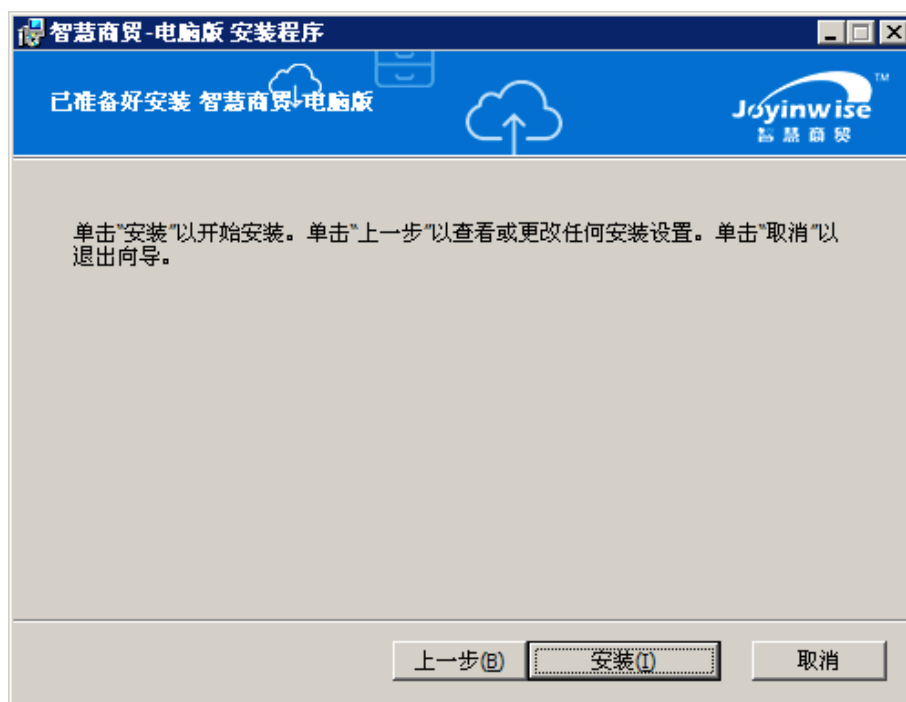 智慧商贸-电脑版 安装程序
已准备好安装 智慧商贸-电脑版
Joyinwise
TM
智慧商贸
单击“安装”以开始安装。单击“上一步”以查看或更改任何安装设置。单击“取消”以
退出向导。
上一步(B)
安装(I)
取消